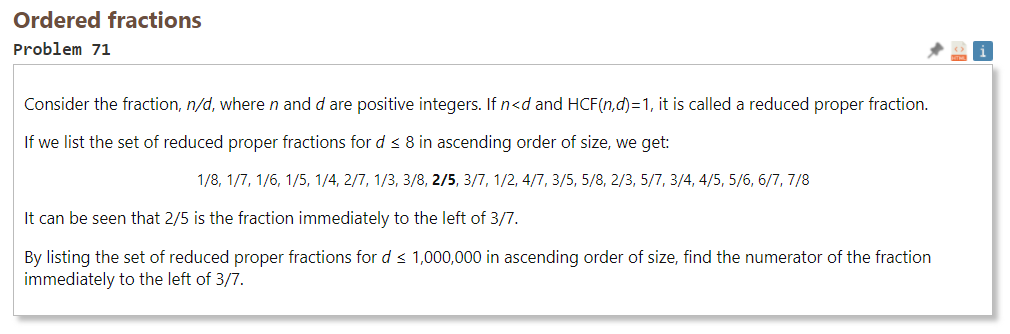 Ordered fractions
Problem 71
HTML
i
Consider the fraction, n/d, where n and d are positive integers. If n<d and HCF(n,d)=1, it is called a reduced proper fraction.
If we list the set of reduced proper fractions for d ≤ 8 in ascending order of size, we get:
1/8, 1/7, 1/6, 1/5, 1/4, 2/7, 1/3, 3/8, 2/5, 3/7, 1/2, 4/7, 3/5, 5/8, 2/3, 5/7, 3/4, 4/5, 5/6, 6/7, 7/8
It can be seen that 2/5 is the fraction immediately to the left of 3/7.
By listing the set of reduced proper fractions for d ≤ 1,000,000 in ascending order of size, find the numerator of the fraction
immediately to the left of 3/7.